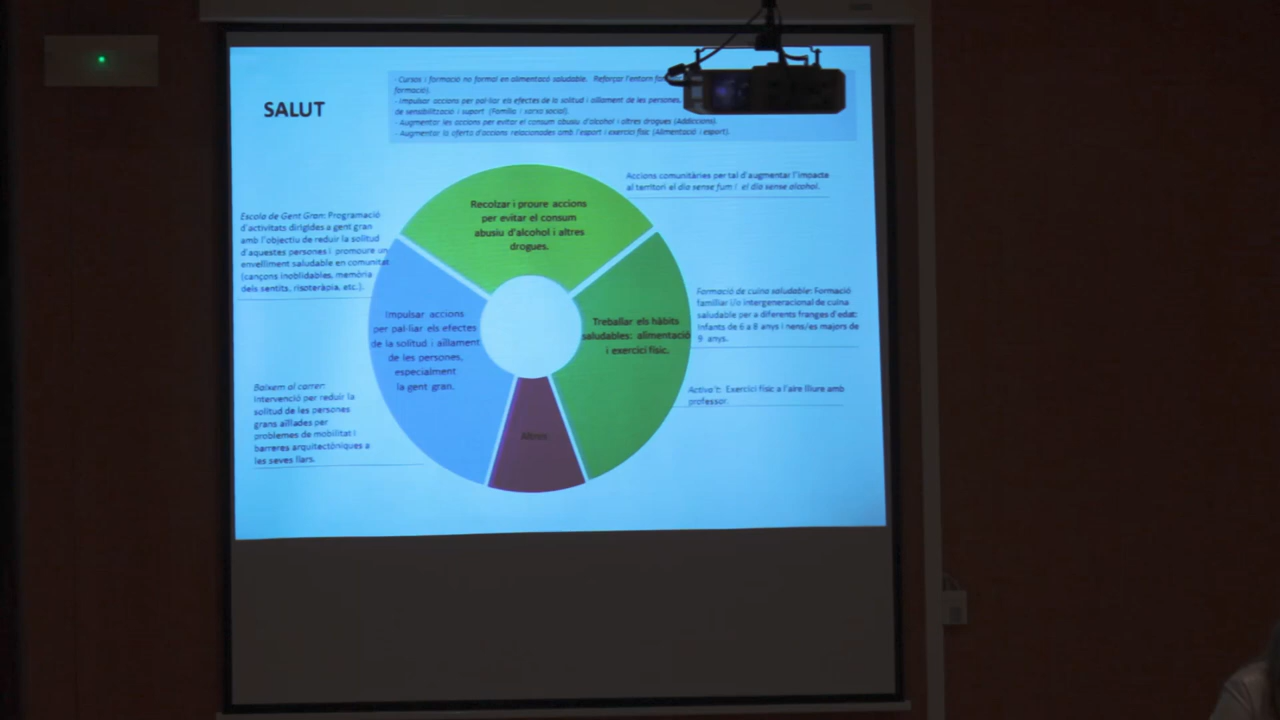 SALUT
- Cursos i formació no formal en alimentacó saludable. Reforçar l'entorn
formació).
- Impulsar accions per pal·liar els efectes de la solitud i aïllament de les persones,
de sensibilització i suport (Família i xarxa social).
- Augmentar les accions per evitar el consum abusiu d'alcohol i altres drogues (Addiccions).
- Augmentar la oferta d'accions relacionades amb l'esport i exercici físic (Alimentació i esport).
Accions comunitàries per tal d'augmentar l'impacte
al territori el dia sense fum i el dia sense alcohol.
Recolzar i proure accions
per evitar el consum
abusiu d'alcohol i altres
drogues.
Escola de Gent Gran: Programació
d'activitats dirigides a gent gran
amb l'objectiu de reduir la solitud
d'aquestes persones i promoure un
envelliment saludable en comunitat
(cançons inoblidables, memòria
dels sentits, risoteràpia, etc.).
Formació de cuina saludable: Formació
familiar i/o intergeneracional de cuina
saludable per a diferents franges d'edat:
Infants de 6 a 8 anys i nens/es majors de
9 anys.
Impulsar accions
per pal·liar els efectes
de la solitud i aïllament
de les persones,
especialment
la gent gran.
Treballar els hàbits
saludables: alimentació
i exercici físic.
Baixem al carrer:
Intervenció per reduir la
solitud de les persones
grans aïllades per
problemes de mobilitat i
barreres arquitectòniques a
les seves llars.
Activa't: Exercici físic a l'aire lliure amb
professor.
Altres